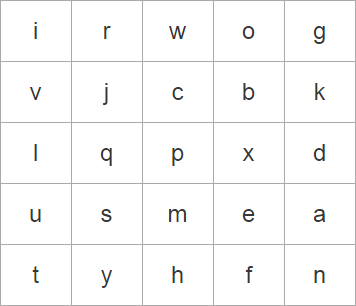 i r w o g
v j c b k
l q p x d
u s m e a
t y h f n